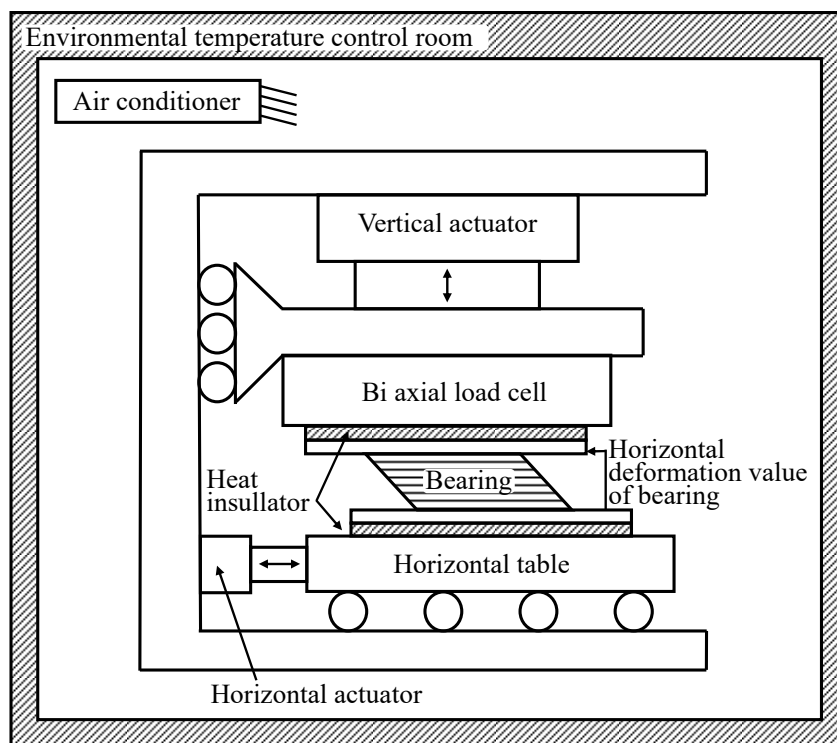 Environmental temperature control room
Air conditioner
Vertical actuator
Bi axial load cell
Horizontal
deformation value
of bearing
Bearing
Heat
insullator
Horizontal table
Horizontal actuator